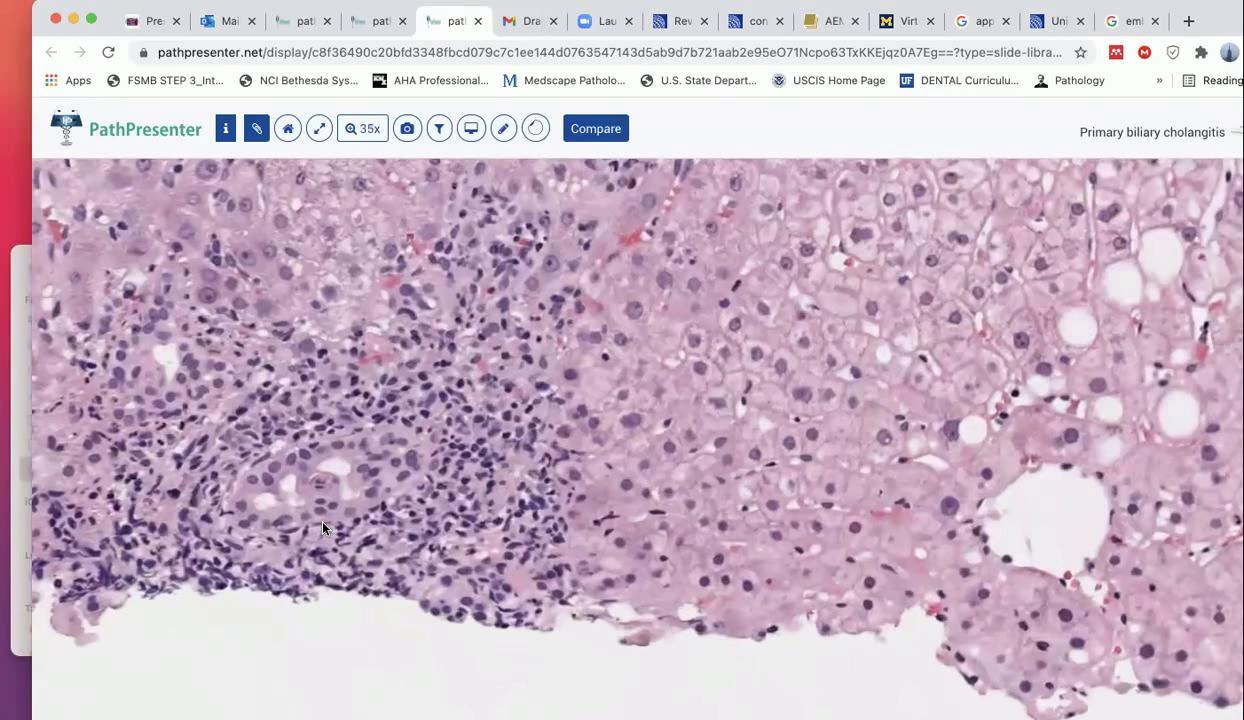 Pre: Mai patl patl patl Dra Lau Rev con AEM Virt app Uni eml
pathpresenter.net/display/c8f36490c20bfd3348fbcd079c7c1ee144d0763547143d5ab9d7b721aab2e95eO71Ncpo63TxKKEjqz0A7Eg==?type=slide-libra...
Apps FSMB STEP 3_Int... NCI Bethesda Sys... AHA Professional... Medscape Patholo... U.S. State Depart... USCIS Home Page DENTAL Curriculu... Pathology » Reading
PathPresenter 35x Compare Primary biliary cholangitis